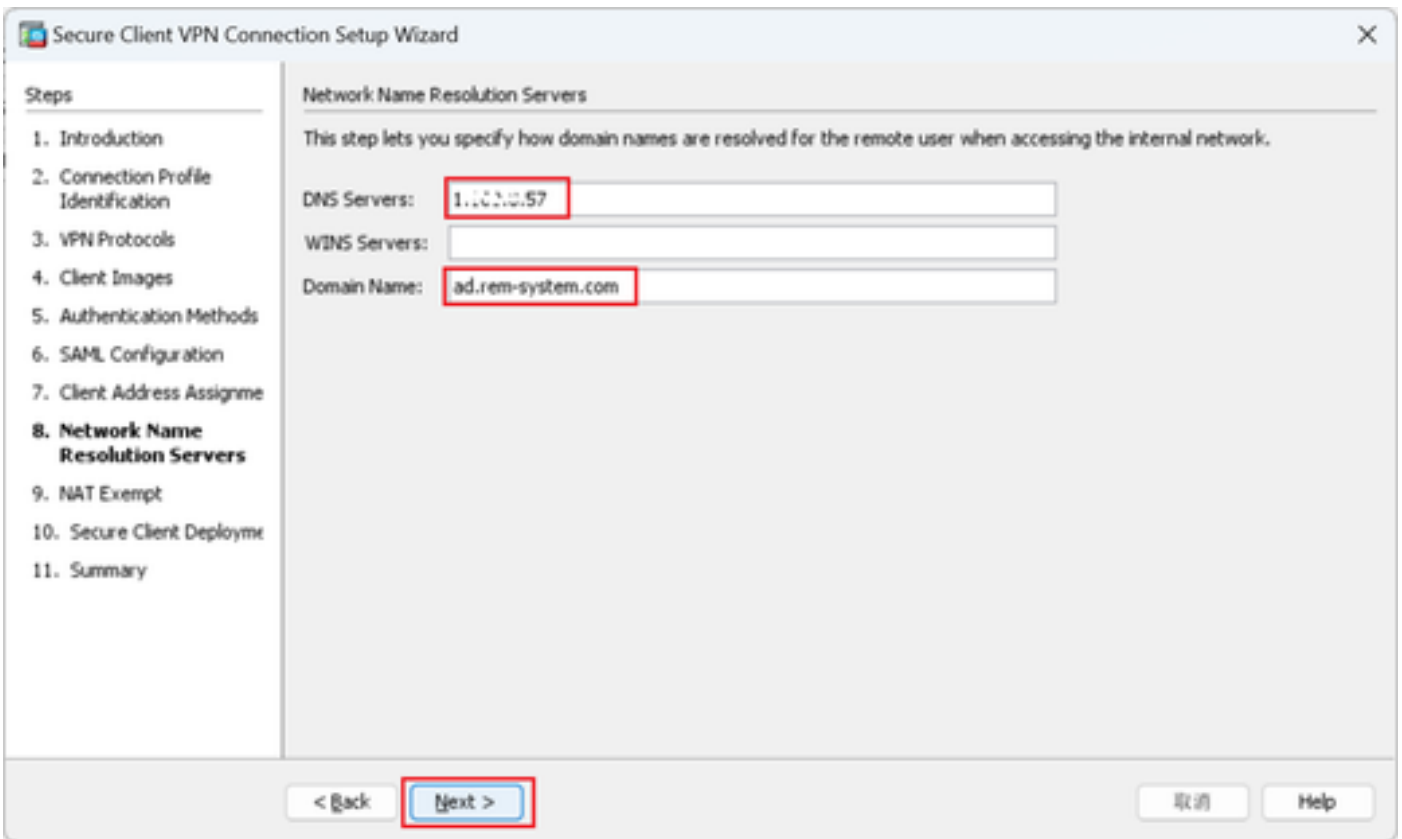 Secure Client VPN Connection Setup Wizard
Steps
1. Introduction
2. Connection Profile
Identification
3. VPN Protocols
4. Client Images
5. Authentication Methods
6. SAML Configuration
7. Client Address Assignme
8. Network Name
Resolution Servers
9. NAT Exempt
10. Secure Client Deployme
11. Summary
Network Name Resolution Servers
This step lets you specify how domain names are resolved for the remote user when accessing the internal network.
DNS Servers:
WINS Servers:
Domain Name: ad.rem-system.com
< Back
Next >
取消
Help